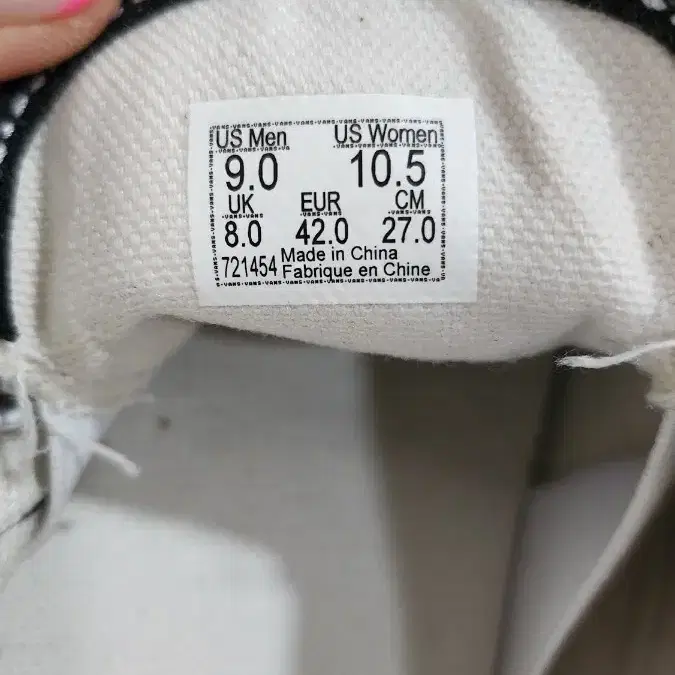 US Men US Women
9.0 10.5
UK EUR CM
8.0 42.0 27.0
721454 Made in China
Fabrique en Chine